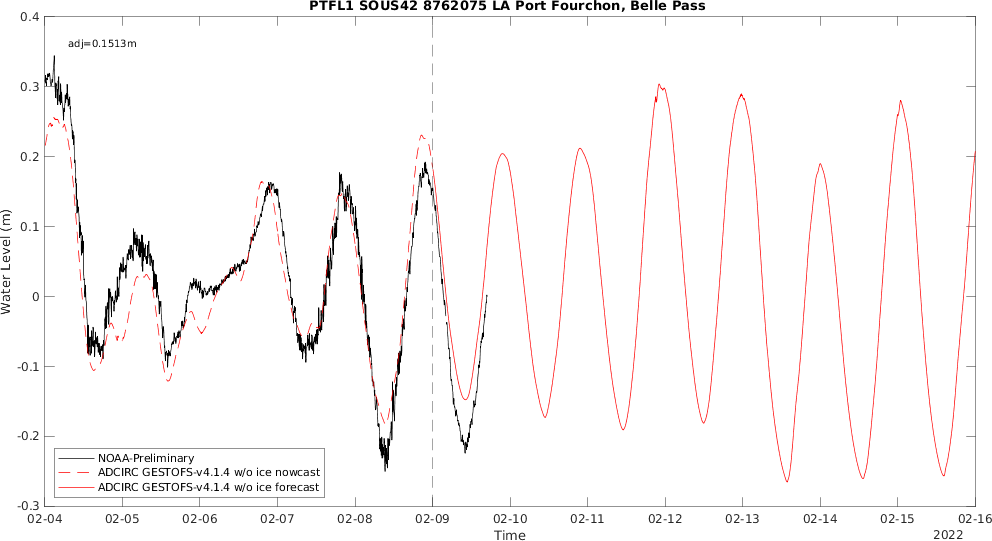 PTFL1 SOUS42 8762075 LA Port Fourchon, Belle Pass
adj=0.1513m
0.4
0.3
0.2
0.1
0
-0.1
-0.2
-0.3
Water Level (m)
NOAA-Preliminary
ADCIRC GESTOFS-v4.1.4 w/o ice nowcast
ADCIRC GESTOFS-v4.1.4 w/o ice forecast
02-04 02-05 02-06 02-07 02-08 02-09 02-10 02-11 02-12 02-13 02-14 02-15 02-16
Time
2022